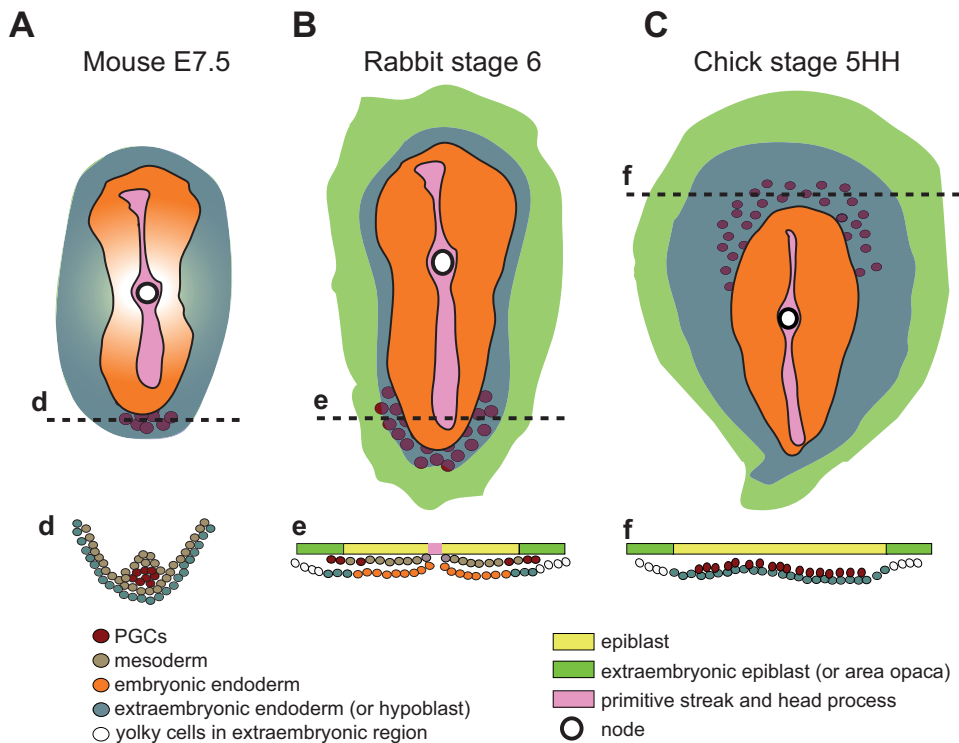 A
B
C
Mouse E7.5
Rabbit stage 6
Chick stage 5HH
d
e
f
d
e
f
PGCs
mesoderm
embryonic endoderm
extraembryonic endoderm (or hypoblast)
yolky cells in extraembryonic region
epiblast
extraembryonic epiblast (or area opaca)
primitive streak and head process
node